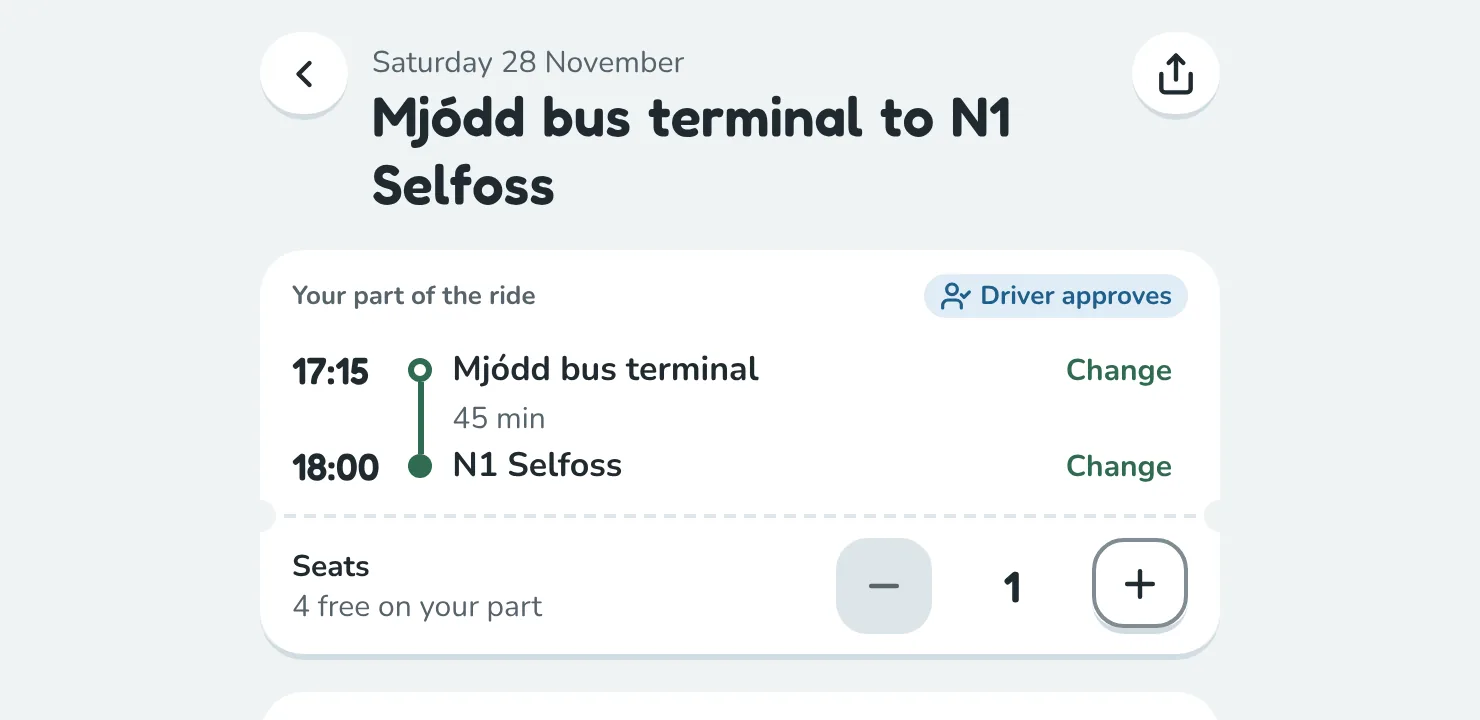 Saturday 28 November
Mjódd bus terminal to N1
Selfoss
Your part of the ride
Driver approves
17:15
Mjódd bus terminal
Change
45 min
18:00
N1 Selfoss
Change
Seats
4 free on your part
1